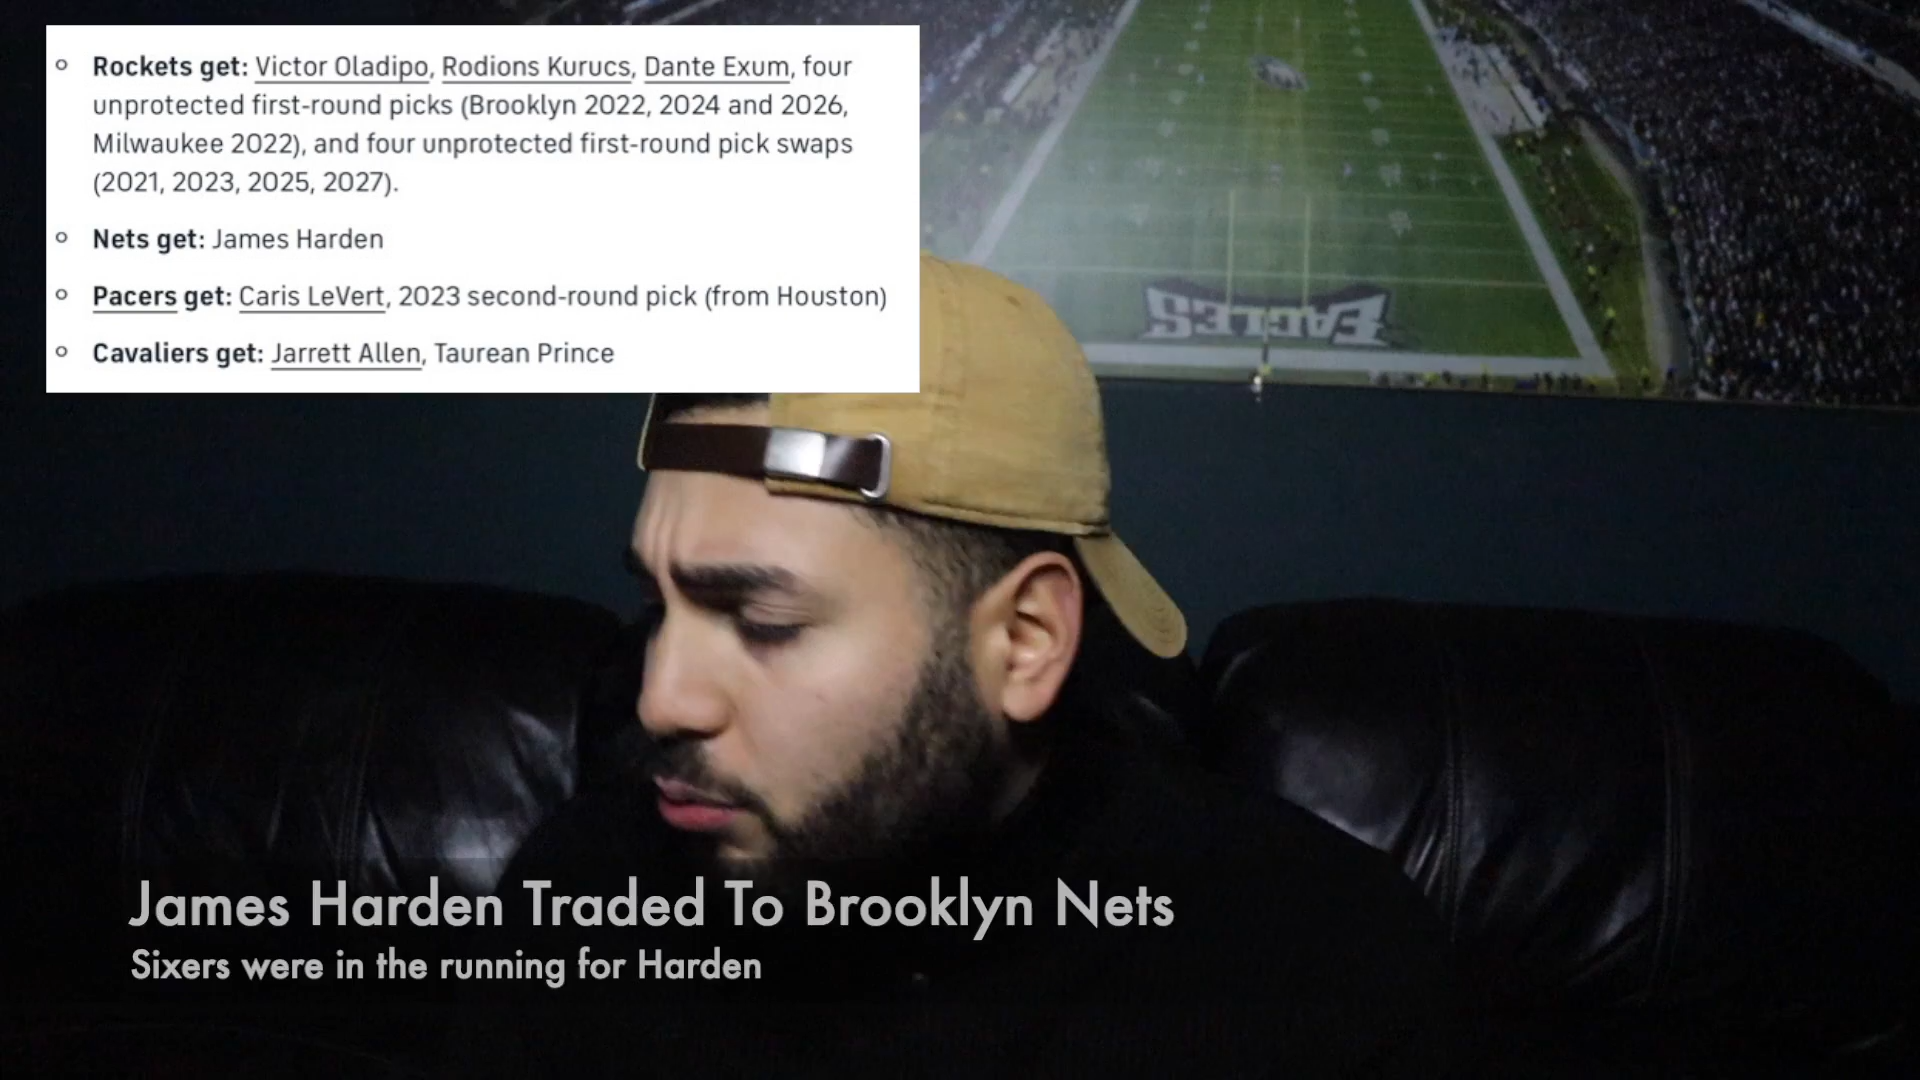 Rockets get: Victor Oladipo, Rodions Kurucs, Dante Exum, four
unprotected first-round picks (Brooklyn 2022, 2024 and 2026,
Milwaukee 2022), and four unprotected first-round pick swaps
(2021, 2023, 2025, 2027).
Nets get: James Harden
Pacers get: Caris LeVert, 2023 second-round pick (from Houston)
Cavaliers get: Jarrett Allen, Taurean Prince
EAGLES
James Harden Traded To Brooklyn Nets
Sixers were in the running for Harden